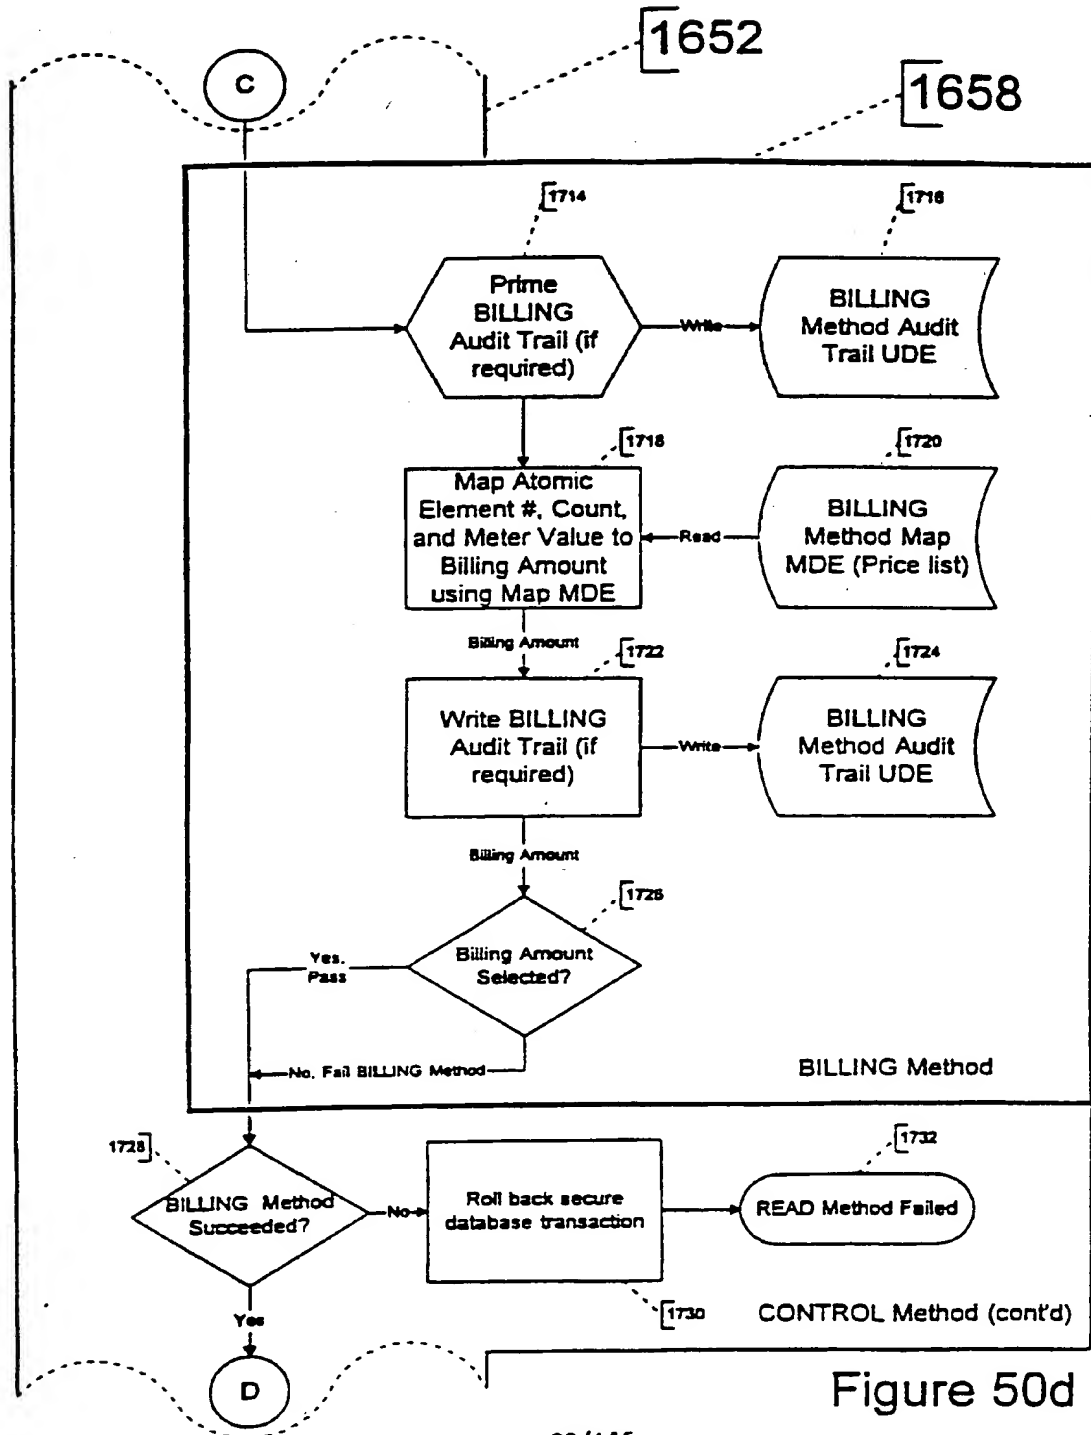 1652
C
1658
1714
1716
Prime
BILLING
Audit Trail (if
required)
Write
BILLING
Method Audit
Trail UDE
1718
1720
Map Atomic
Element #, Count,
and Meter Value to
Billing Amount
using Map MDE
Read
BILLING
Method Map
MDE (Price list)
Billing Amount
1722
1724
Write BILLING
Audit Trail (if
required)
Write
BILLING
Method Audit
Trail UDE
Billing Amount
1726
Yes,
Pass
Billing Amount
Selected?
No, Fail BILLING Method
BILLING Method
1728
1732
BILLING Method
Succeeded?
No
Roll back secure
database transaction
READ Method Failed
Yes
1730
CONTROL Method (cont'd)
D
Figure 50d